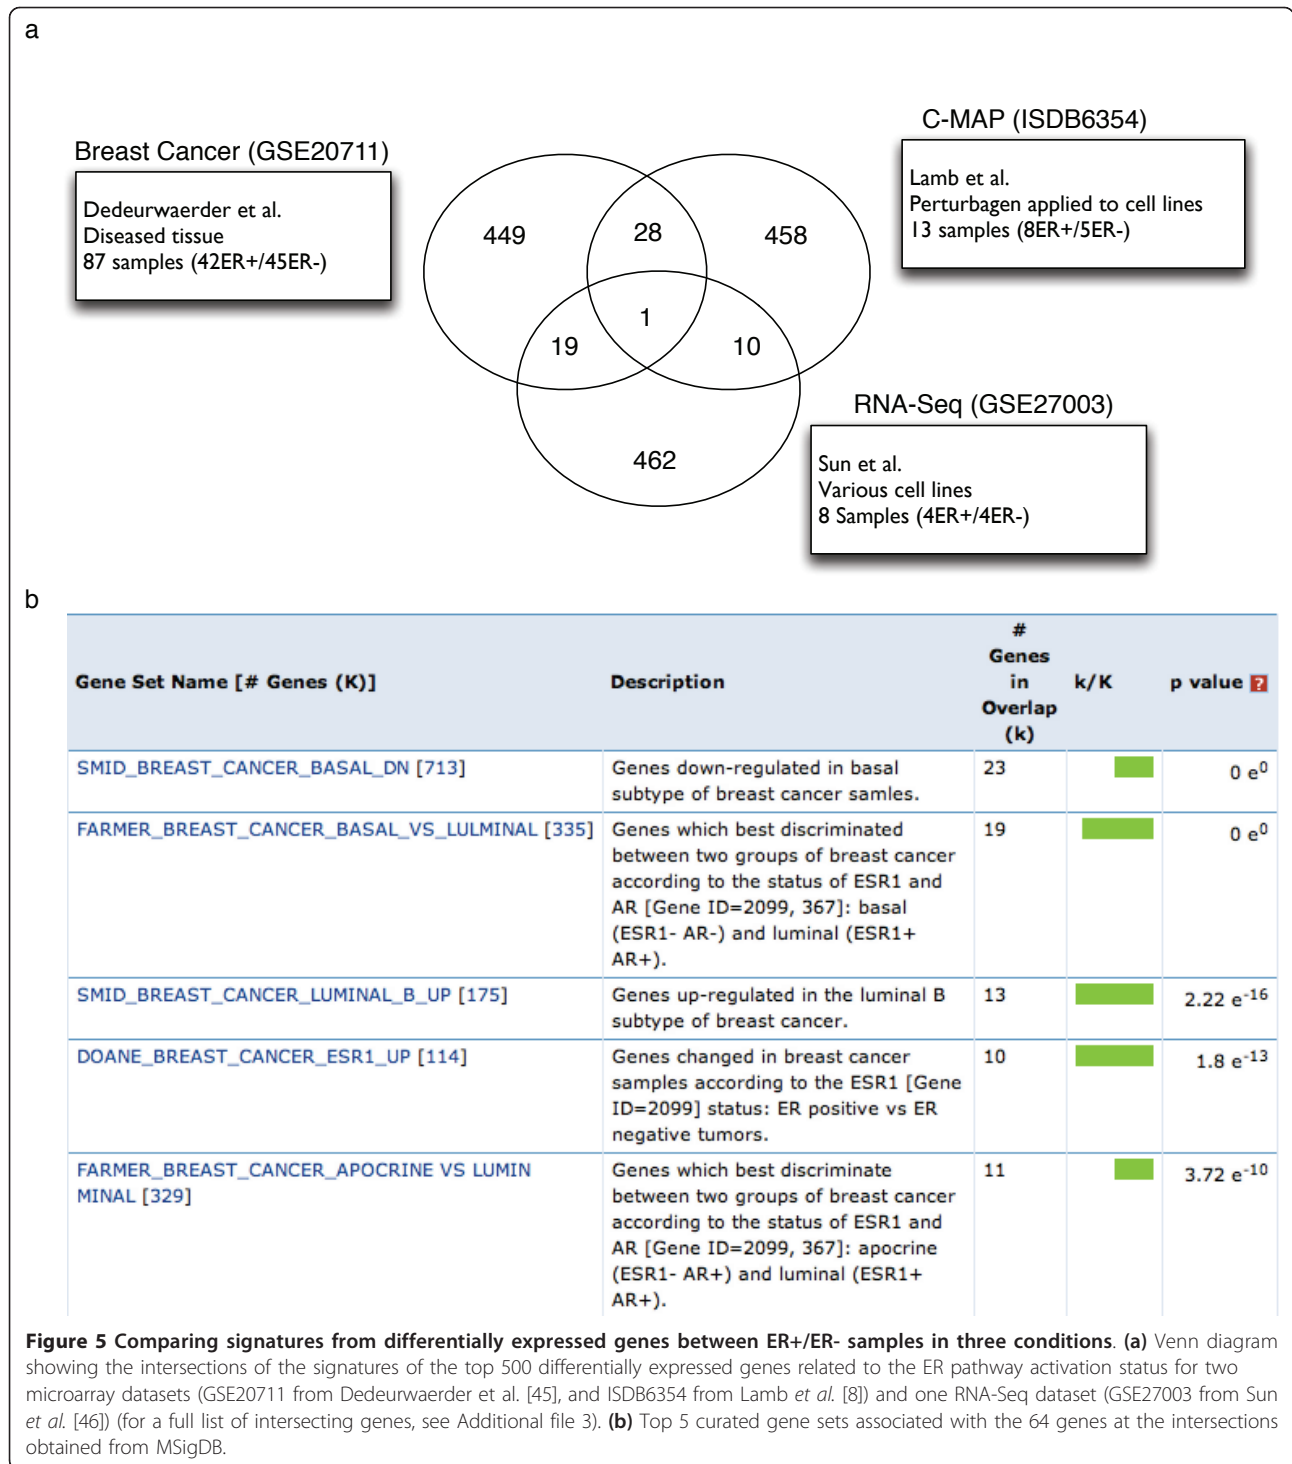 a
Breast Cancer (GSE20711)
Dedeurwaerder et al.
Diseased tissue
87 samples (42ER+/45ER-)
C-MAP (ISDB6354)
Lamb et al.
Perturbagen applied to cell lines
13 samples (8ER+/5ER-)
449
28
458
1
19
10
462
RNA-Seq (GSE27003)
Sun et al.
Various cell lines
8 Samples (4ER+/4ER-)
b
Gene Set Name [# Genes (K)]
Description
#
Genes
in
Overlap
(k)
k/K
p value ?
SMID_BREAST_CANCER_BASAL_DN [713]
Genes down-regulated in basal
subtype of breast cancer samles.
23
0 e0
FARMER_BREAST_CANCER_BASAL_VS_LULMINAL [335]
Genes which best discriminated
between two groups of breast cancer
according to the status of ESR1 and
AR [Gene ID=2099, 367]: basal
(ESR1- AR-) and luminal (ESR1+
AR+).
19
0 e0
SMID_BREAST_CANCER_LUMINAL_B_UP [175]
Genes up-regulated in the luminal B
subtype of breast cancer.
13
2.22 e-16
DOANE_BREAST_CANCER_ESR1_UP [114]
Genes changed in breast cancer
samples according to the ESR1 [Gene
ID=2099] status: ER positive vs ER
negative tumors.
10
1.8 e-13
FARMER_BREAST_CANCER_APOCRINE VS LUMIN
MINAL [329]
Genes which best discriminate
between two groups of breast cancer
according to the status of ESR1 and
AR [Gene ID=2099, 367]: apocrine
(ESR1- AR+) and luminal (ESR1+
AR+).
11
3.72 e-10
Figure 5 Comparing signatures from differentially expressed genes between ER+/ER- samples in three conditions. (a) Venn diagram
showing the intersections of the signatures of the top 500 differentially expressed genes related to the ER pathway activation status for two
microarray datasets (GSE20711 from Dedeurwaerder et al. [45], and ISDB6354 from Lamb et al. [8]) and one RNA-Seq dataset (GSE27003 from Sun
et al. [46]) (for a full list of intersecting genes, see Additional file 3). (b) Top 5 curated gene sets associated with the 64 genes at the intersections
obtained from MSigDB.